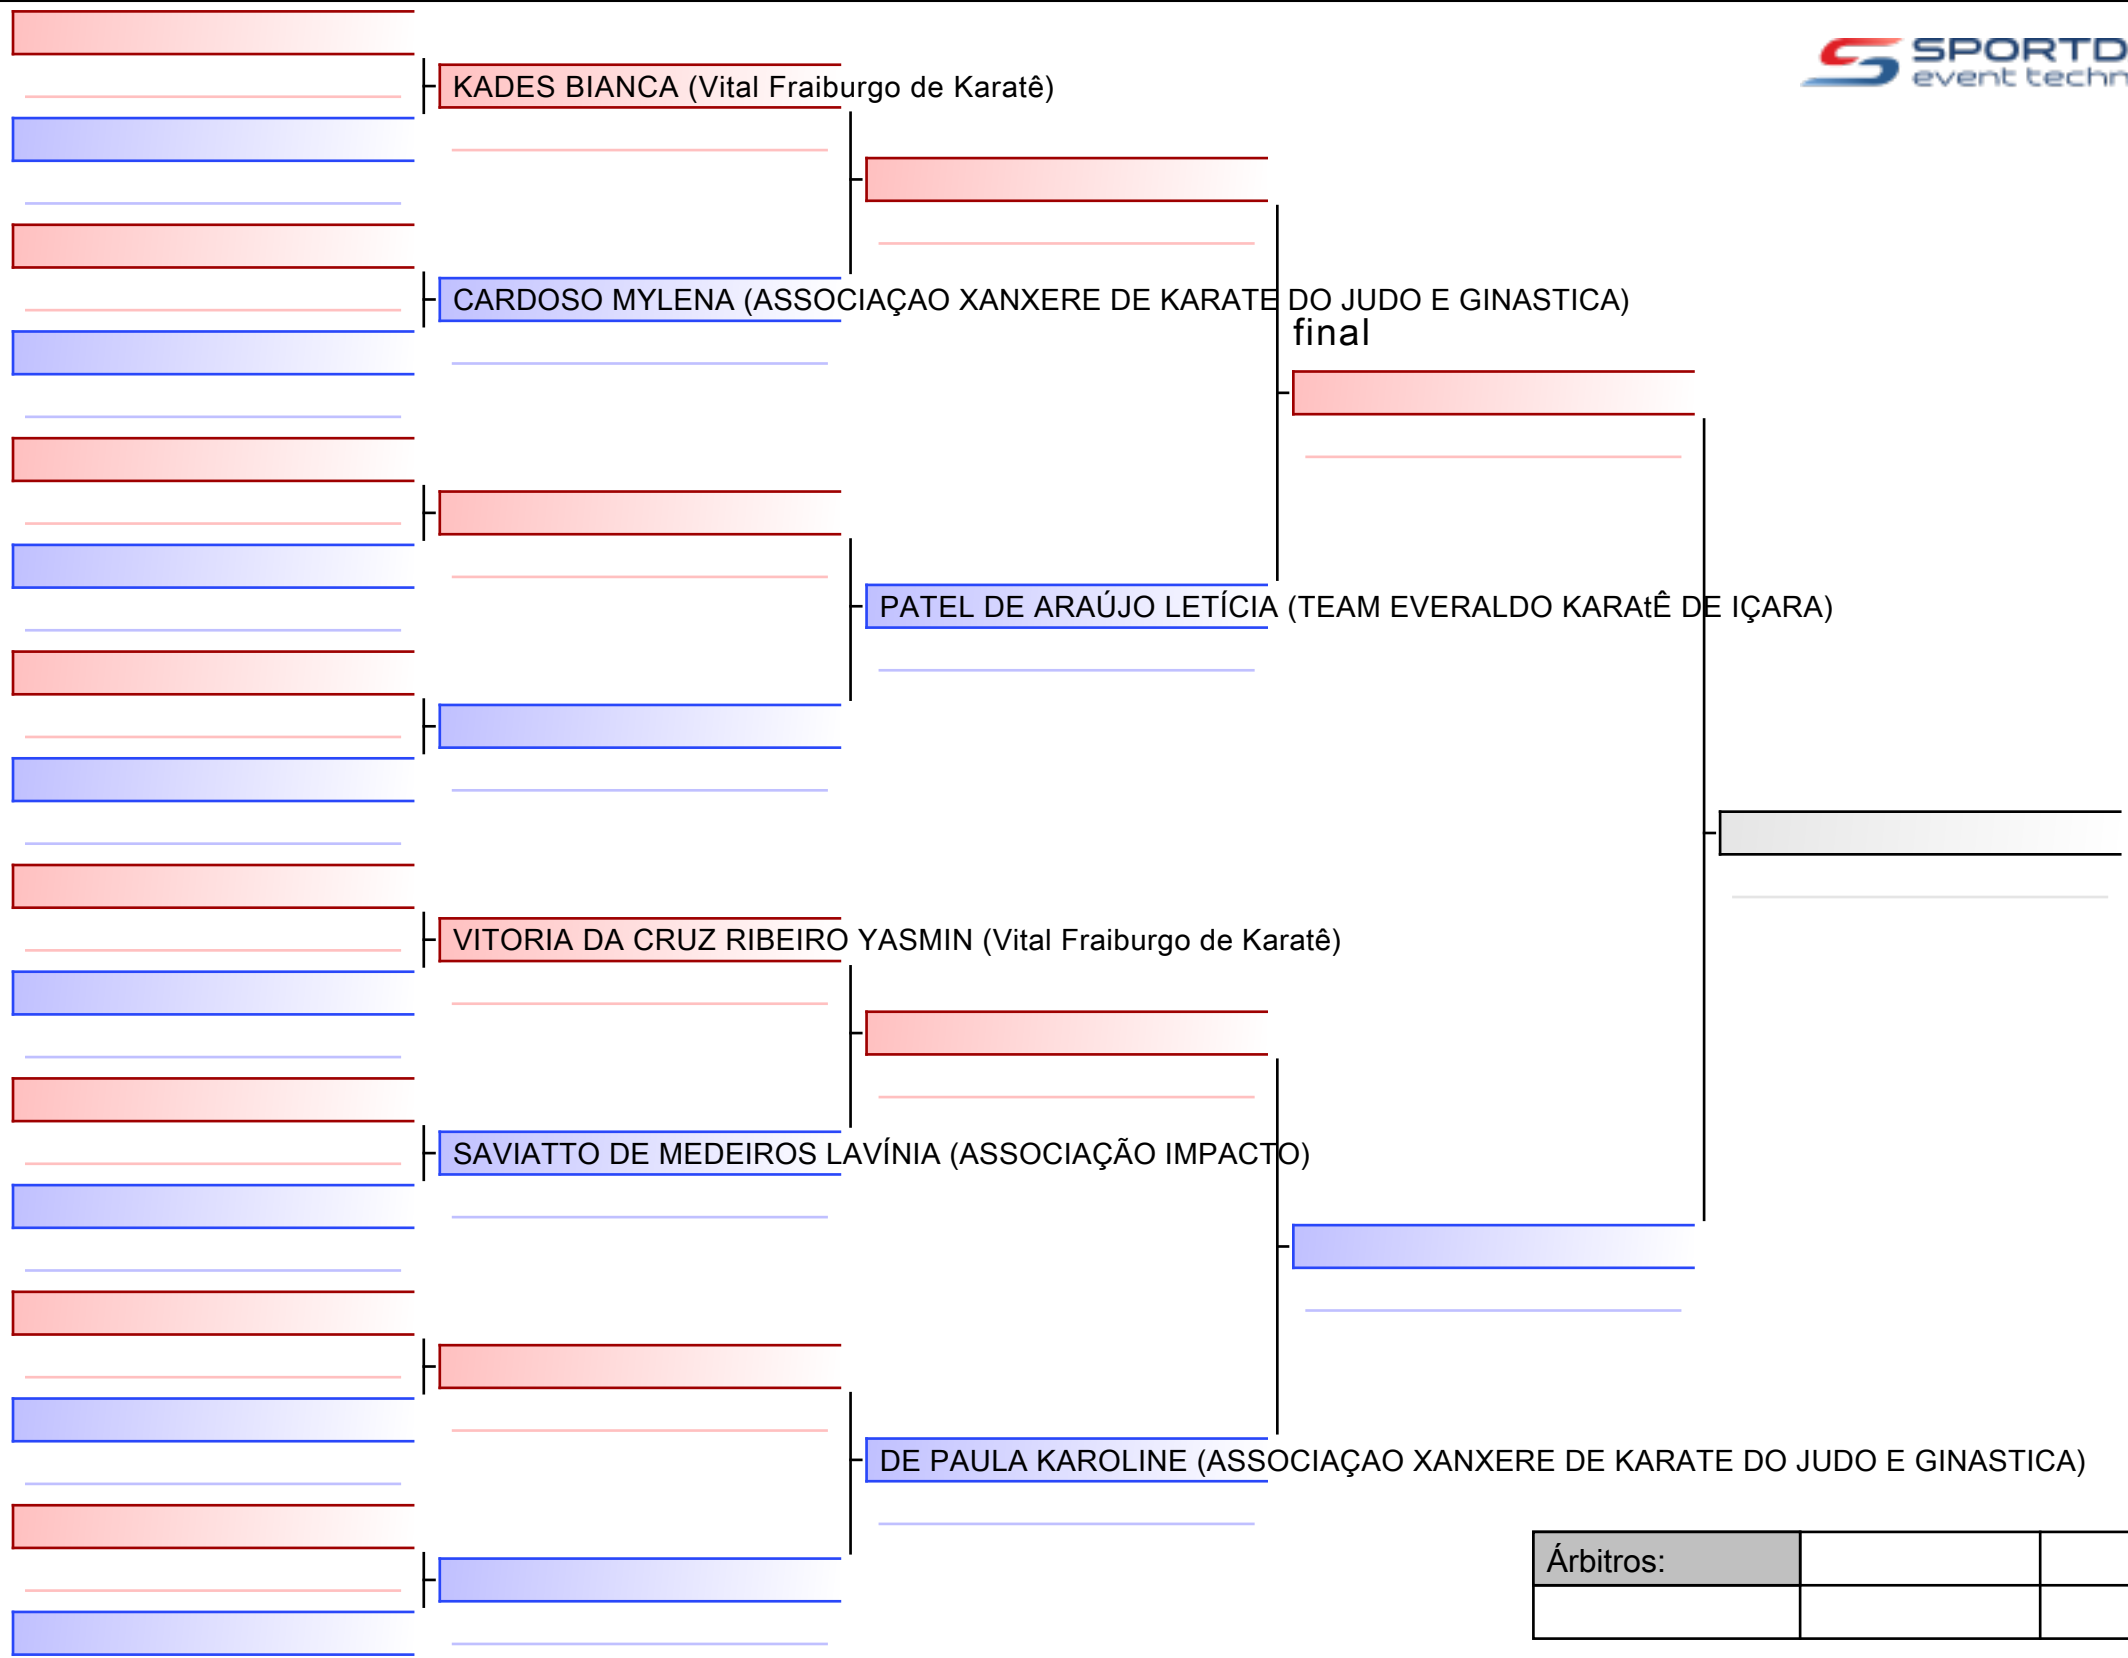 SPORTD
event techn
KADES BIANCA (Vital Fraiburgo de Karatê)
CARDOSO MYLENA (ASSOCIAÇAO XANXERE DE KARATE DO JUDO E GINASTICA)
final
PATEL DE ARAÚJO LETÍCIA (TEAM EVERALDO KARAtÊ DE IÇARA)
VITORIA DA CRUZ RIBEIRO YASMIN (Vital Fraiburgo de Karatê)
SAVIATTO DE MEDEIROS LAVÍNIA (ASSOCIAÇÃO IMPACTO)
DE PAULA KAROLINE (ASSOCIAÇAO XANXERE DE KARATE DO JUDO E GINASTICA)
Árbitros: